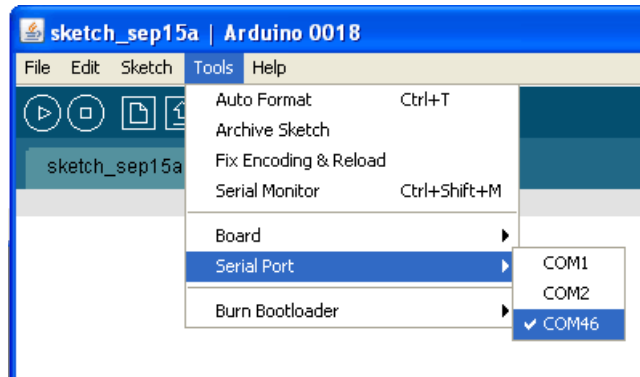 sketch_sep15a | Arduino 0018
File Edit Sketch Tools Help
Auto Format Ctrl+T
Archive Sketch
sketch_sep15a
Fix Encoding & Reload
Serial Monitor Ctrl+Shift+M
Board
Serial Port
COM1
COM2
Burn Bootloader
COM46